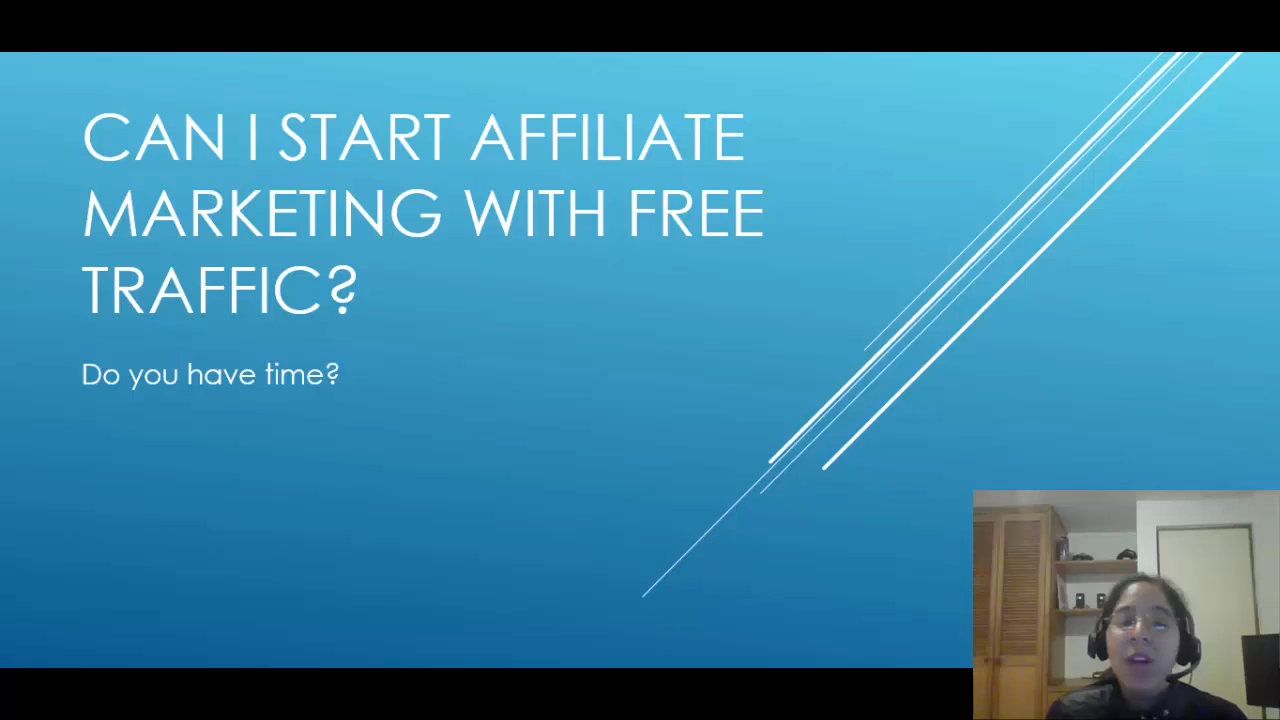 CAN I START AFFILIATE
MARKETING WITH FREE
TRAFFIC?
Do you have time?